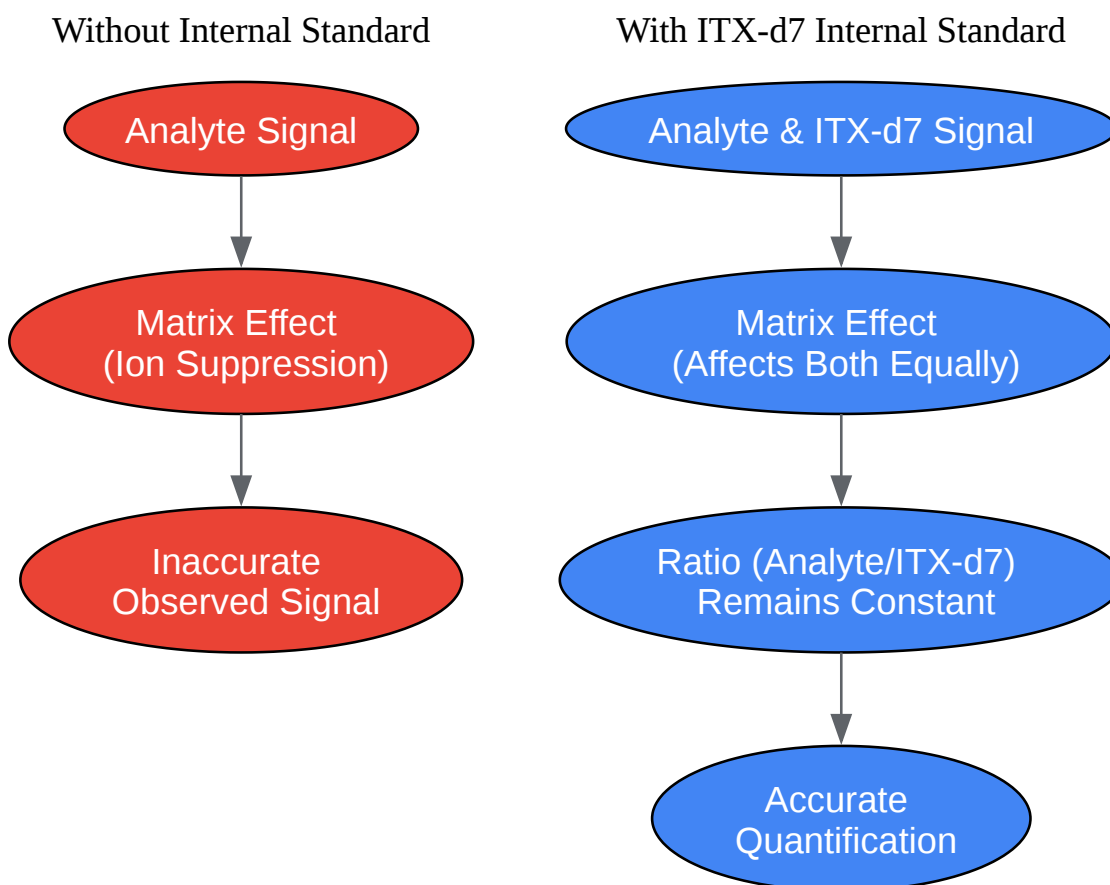 Without Internal Standard
Analyte Signal
Matrix Effect
(Ion Suppression)
Inaccurate
Observed Signal
With ITX-d7 Internal Standard
Analyte & ITX-d7 Signal
Matrix Effect
(Affects Both Equally)
Ratio (Analyte/ITX-d7)
Remains Constant
Accurate
Quantification